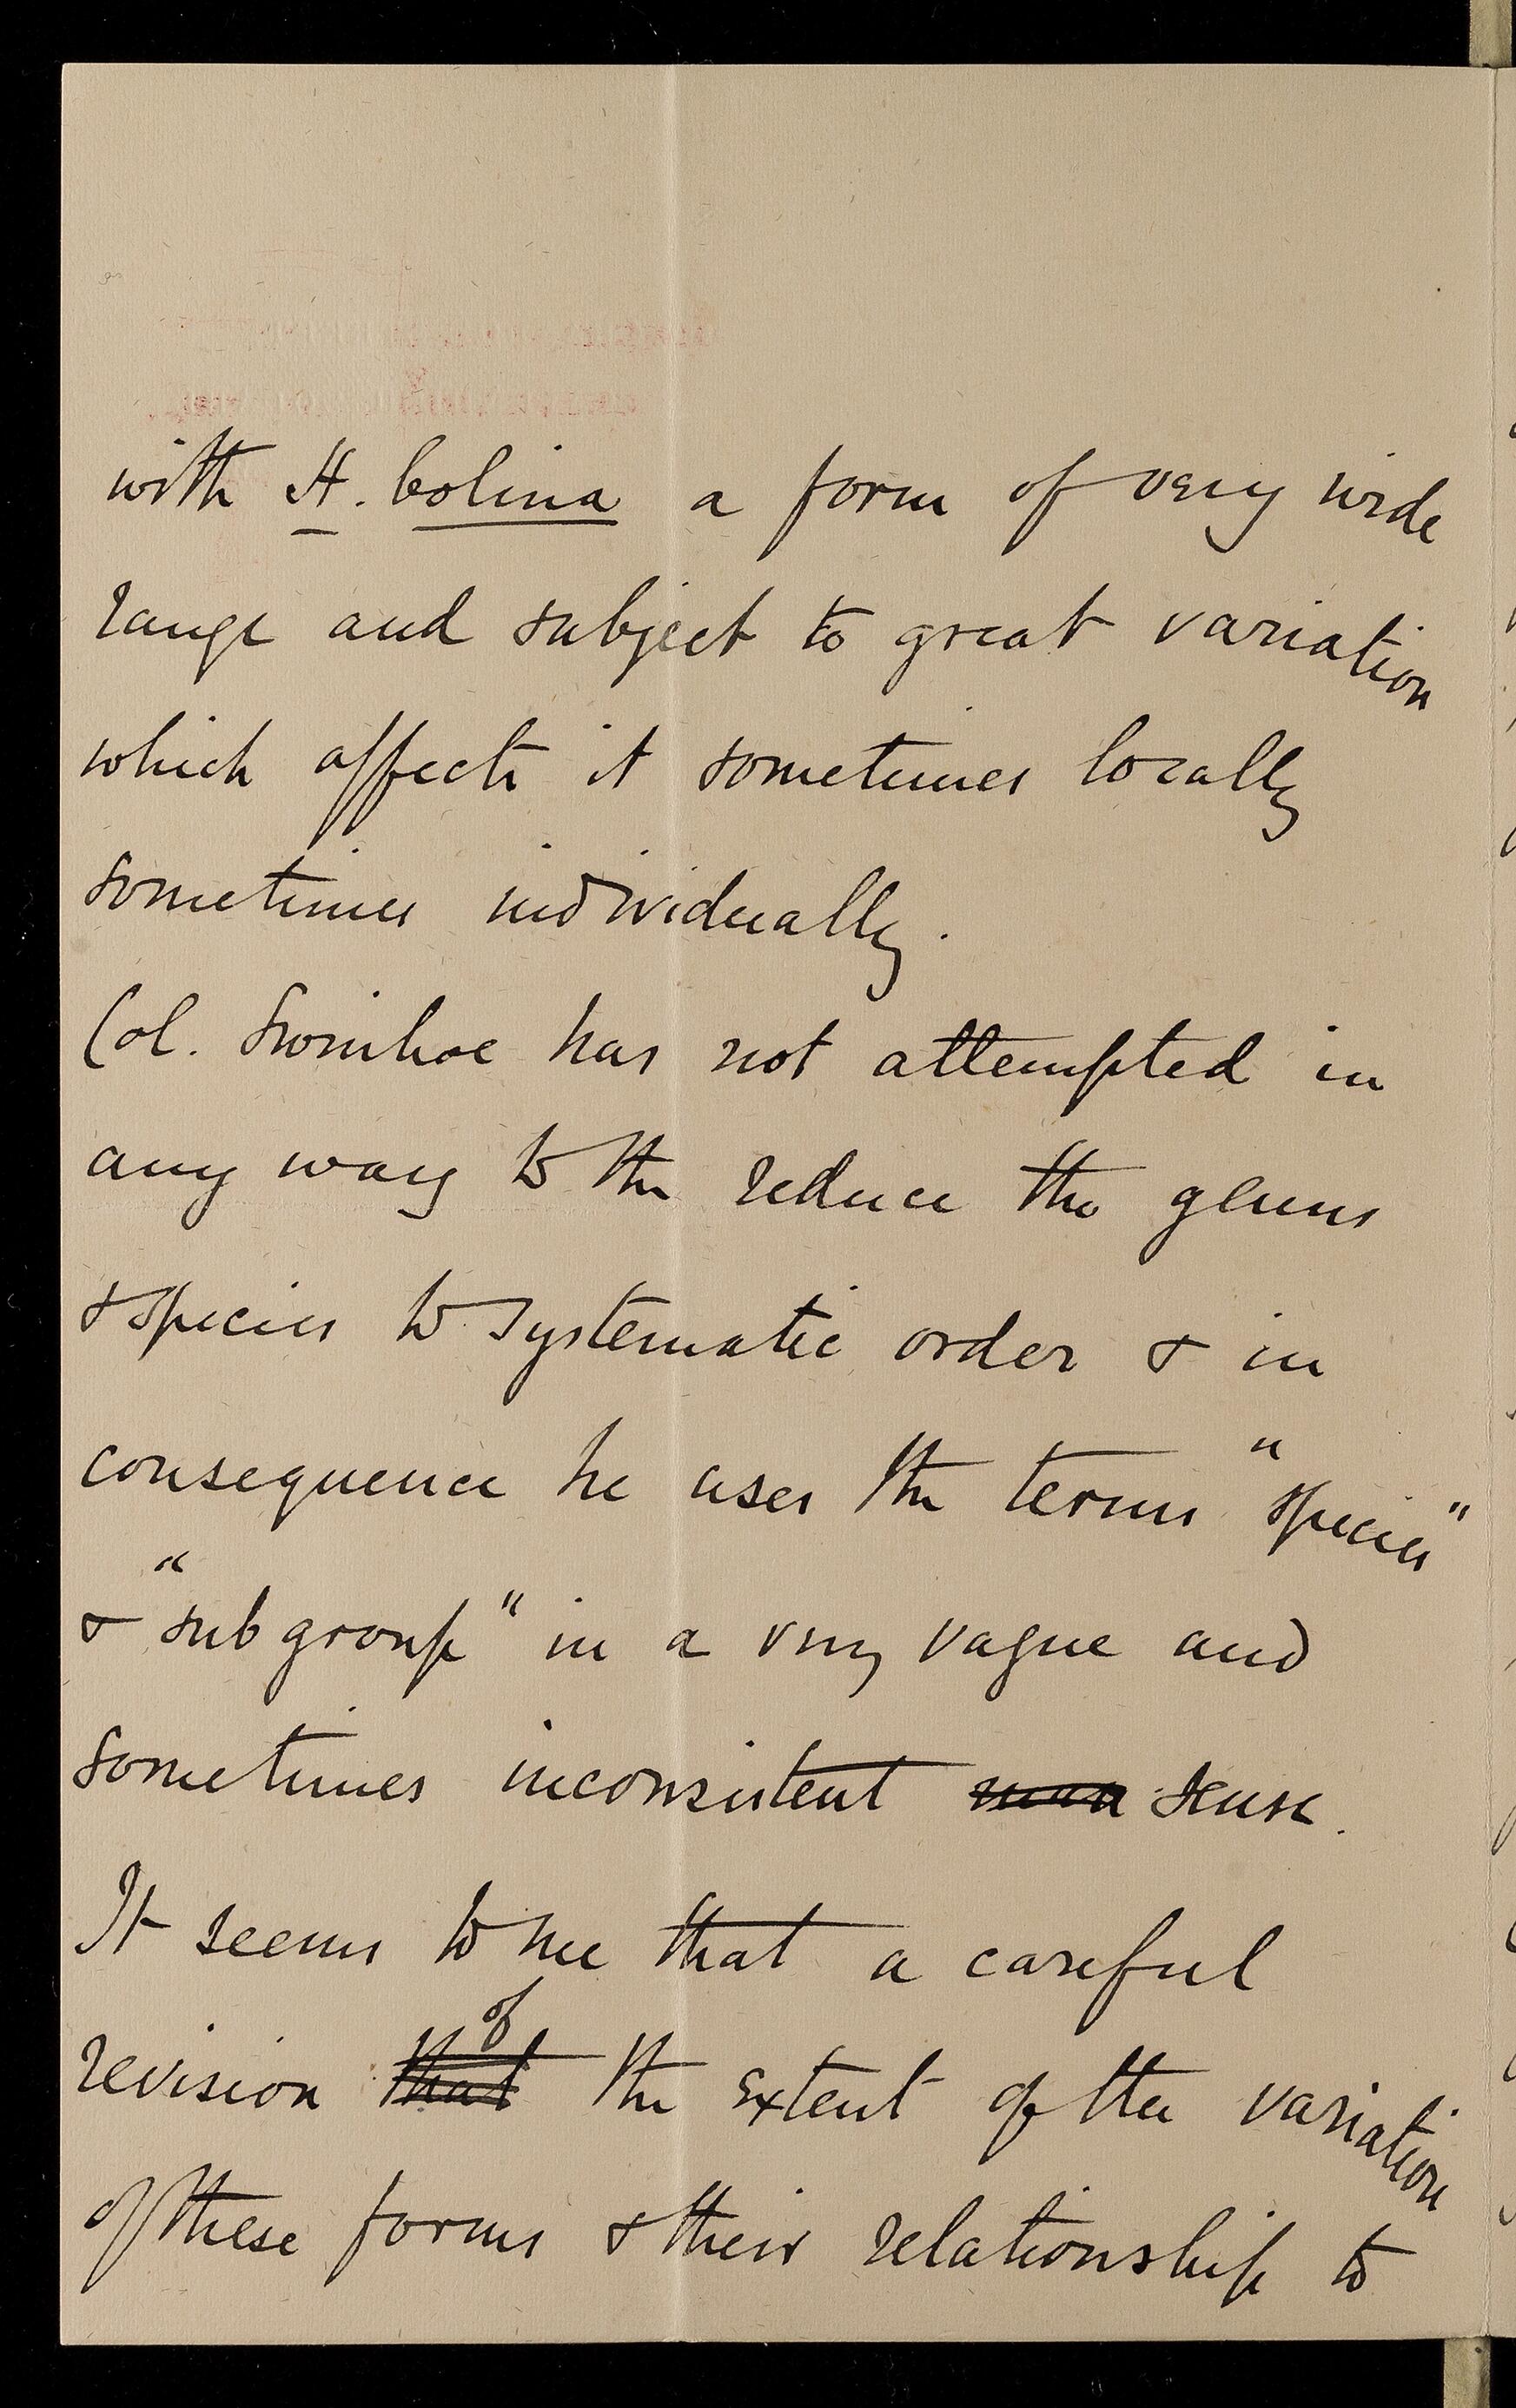 with H. bolina a form of very wide
range and subject to great variation
which affects it sometimes locally
sometimes individually.
Col. Swinhoe has not attempted in
any way to the reduce the genus
& species to systematic order & in
consequence he uses the terms "species"
& "sub group" in a very vague and
sometimes inconsistent sense.
It seems to me that a careful
revision that of the extent of the variation
of these forms & their relationship to